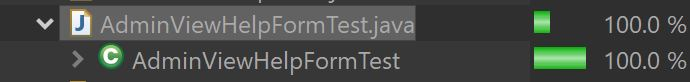 AdminViewHelpFormTest.java 100.0 %
AdminViewHelpFormTest 100.0 %